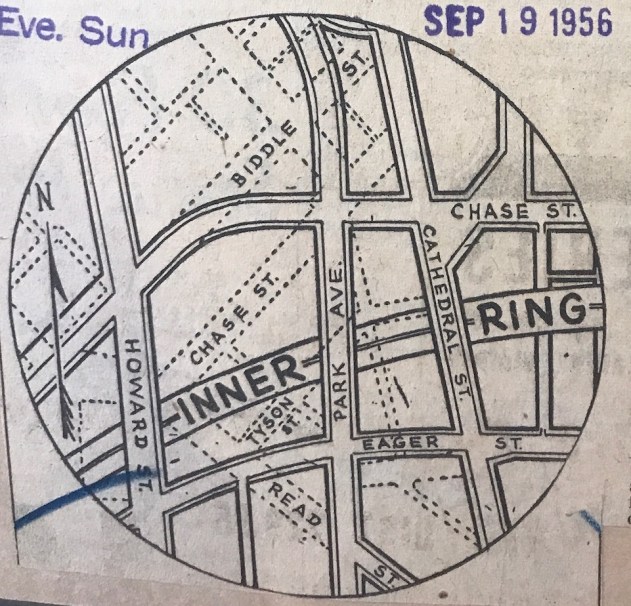 Eve. Sun
SEP 19 1956
ST.
BIDDLE
N
CHASE ST.
CATHEDRAL ST.
CHASE ST.
PARK AVE.
RING
INNER
HOWARD ST.
TYSON ST.
EAGER ST.
READ
ST.